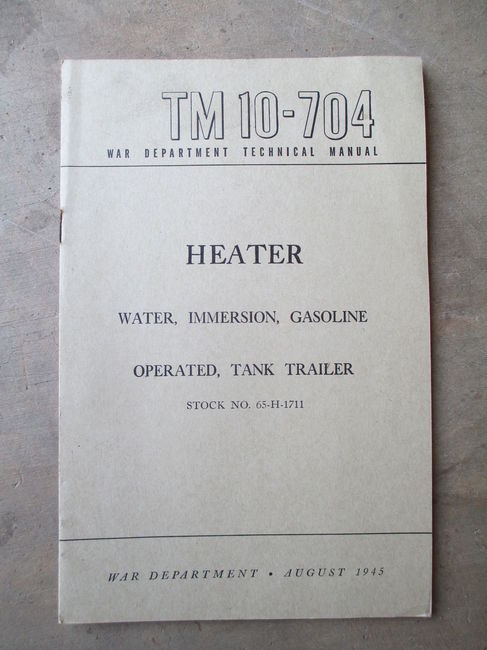 TM 10-704
WAR DEPARTMENT TECHNICAL MANUAL
HEATER
WATER, IMMERSION, GASOLINE
OPERATED, TANK TRAILER
STOCK NO. 65-H-1711
WAR DEPARTMENT • AUGUST 1945